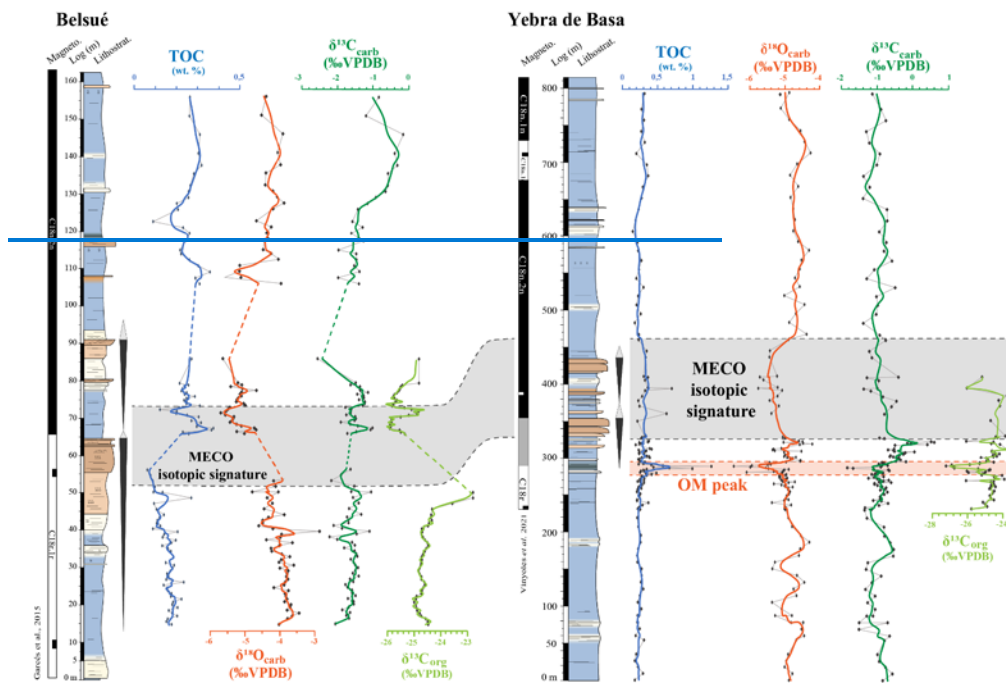 Belsué
Magneto.
Log (m)
Lithostrat.
TOC
(wt. %)
0
0,5
δ¹³Ccarb
(‰VPDB)
-3
-2
-1
0
160
150
140
130
120
110
100
90
80
70
60
50
40
30
20
15
10
5
0 m
C18n.2n
C18n.1r
Garcés et al., 2015
MECO
isotopic signature
-6
-5
-4
-3
δ¹⁸Ocarb
(‰VPDB)
-26
-25
-24
-23
δ¹³Corg
(‰VPDB)
Yebra de Basa
Magneto.
Log (m)
Lithostrat.
TOC
(wt. %)
0
0,5
1
1,5
δ¹⁸Ocarb
(‰VPDB)
-6
-5
-4
δ¹³Ccarb
(‰VPDB)
-2
-1
0
1
800
700
600
500
400
300
200
100
50
0 m
C18n.1n
C18n.2n
C18r
Vinyoles et al. 2021
MECO
isotopic
signature
OM peak
-28
-26
-24
δ¹³Corg
(‰VPDB)